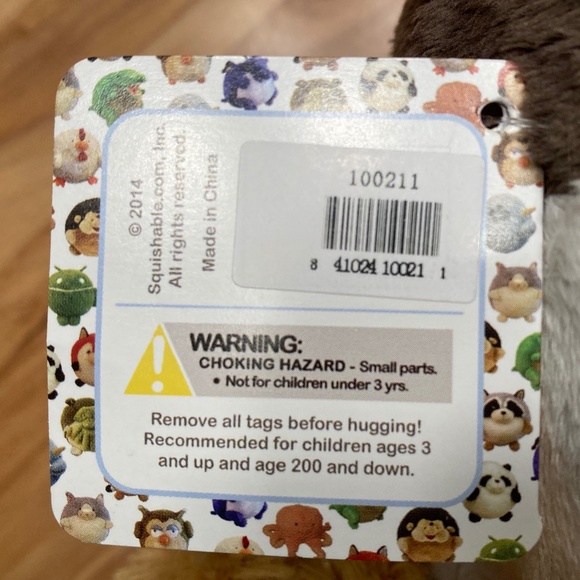 © 2014
Squishable.com, Inc.
All rights reserved.
Made in China
100211
8 41024 10021 1
WARNING:
CHOKING HAZARD - Small parts.
• Not for children under 3 yrs.
Remove all tags before hugging!
Recommended for children ages 3
and up and age 200 and down.